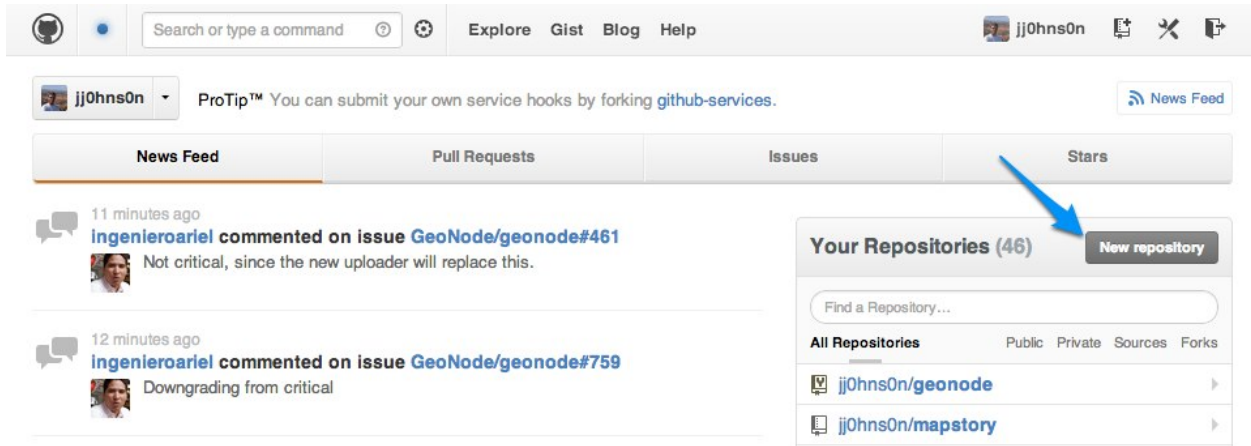 Search or type a command
Explore Gist Blog Help
jj0hns0n
jj0hns0n
ProTip™ You can submit your own service hooks by forking github-services.
News Feed
News Feed
Pull Requests
Issues
Stars
11 minutes ago
ingenieroariel commented on issue GeoNode/geonode#461
Not critical, since the new uploader will replace this.
12 minutes ago
ingenieroariel commented on issue GeoNode/geonode#759
Downgrading from critical
Your Repositories (46)
New repository
Find a Repository...
All Repositories
Public Private Sources Forks
jj0hns0n/geonode
jj0hns0n/mapstory